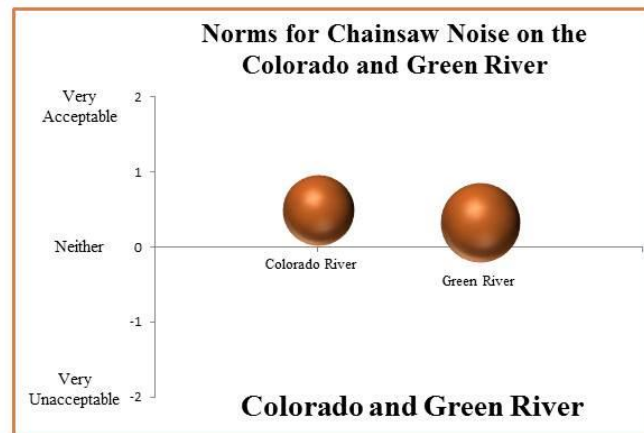 Norms for Chainsaw Noise on the
Colorado and Green River
Very
Acceptable
2
1
Neither
0
Colorado River
Green River
-1
Very
Unacceptable
-2
Colorado and Green River